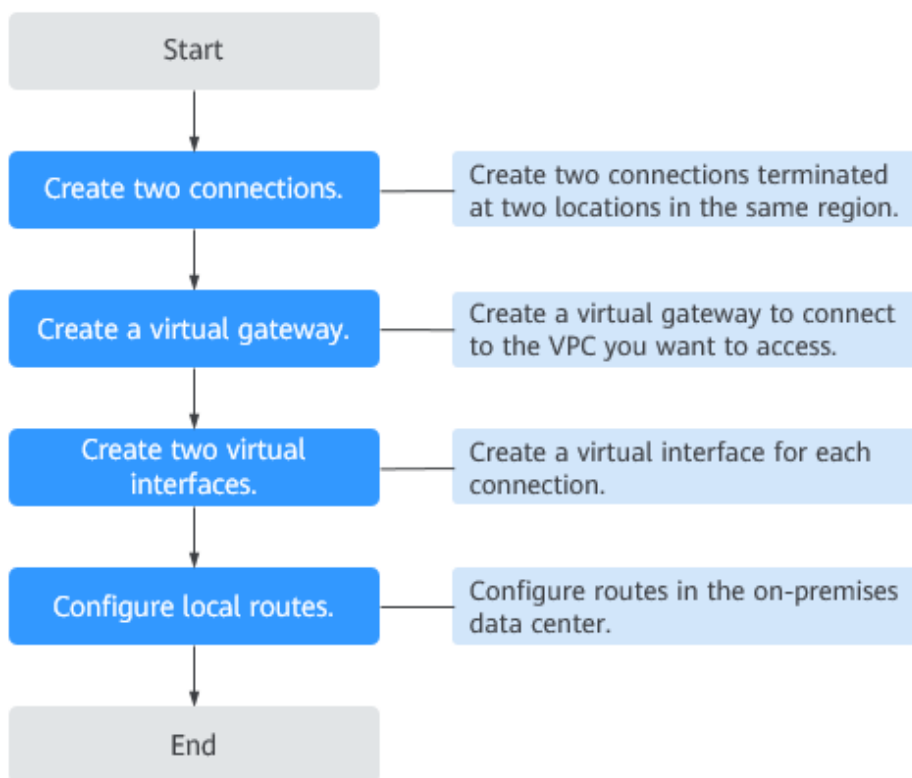 Start
Create two connections.
Create two connections terminated
at two locations in the same region.
Create a virtual gateway.
Create a virtual gateway to connect
to the VPC you want to access.
Create two virtual
interfaces.
Create a virtual interface for each
connection.
Configure local routes.
Configure routes in the on-premises
data center.
End